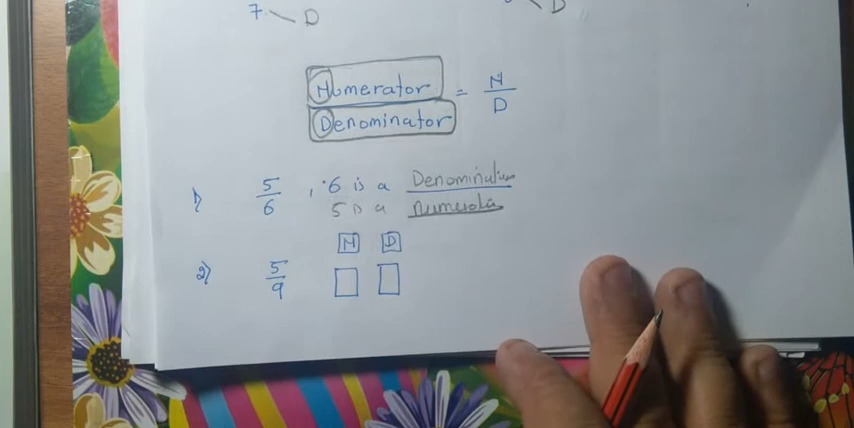 7 D
D
Numerator = N
Denominator D
1) 5/6 , 6 is a Denominator
5 is a numerator
N D
2) 5/9